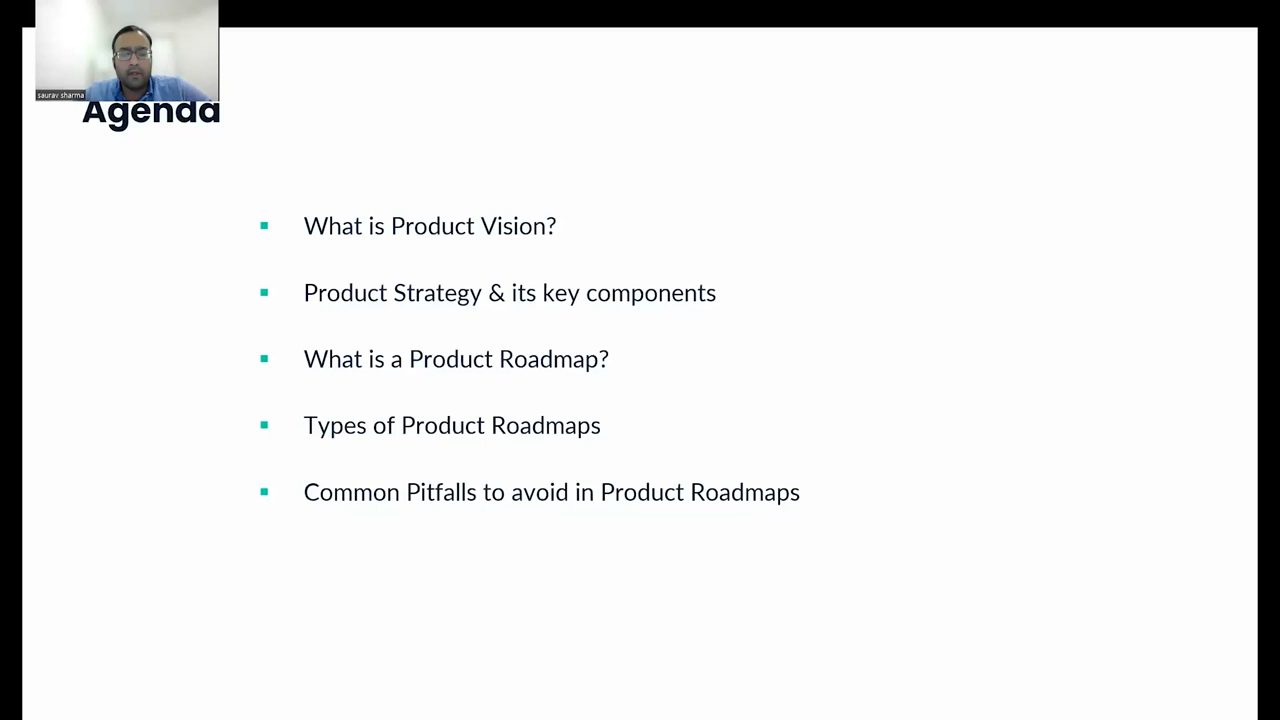 saurav sharma
Agenda
What is Product Vision?
Product Strategy & its key components
What is a Product Roadmap?
Types of Product Roadmaps
Common Pitfalls to avoid in Product Roadmaps